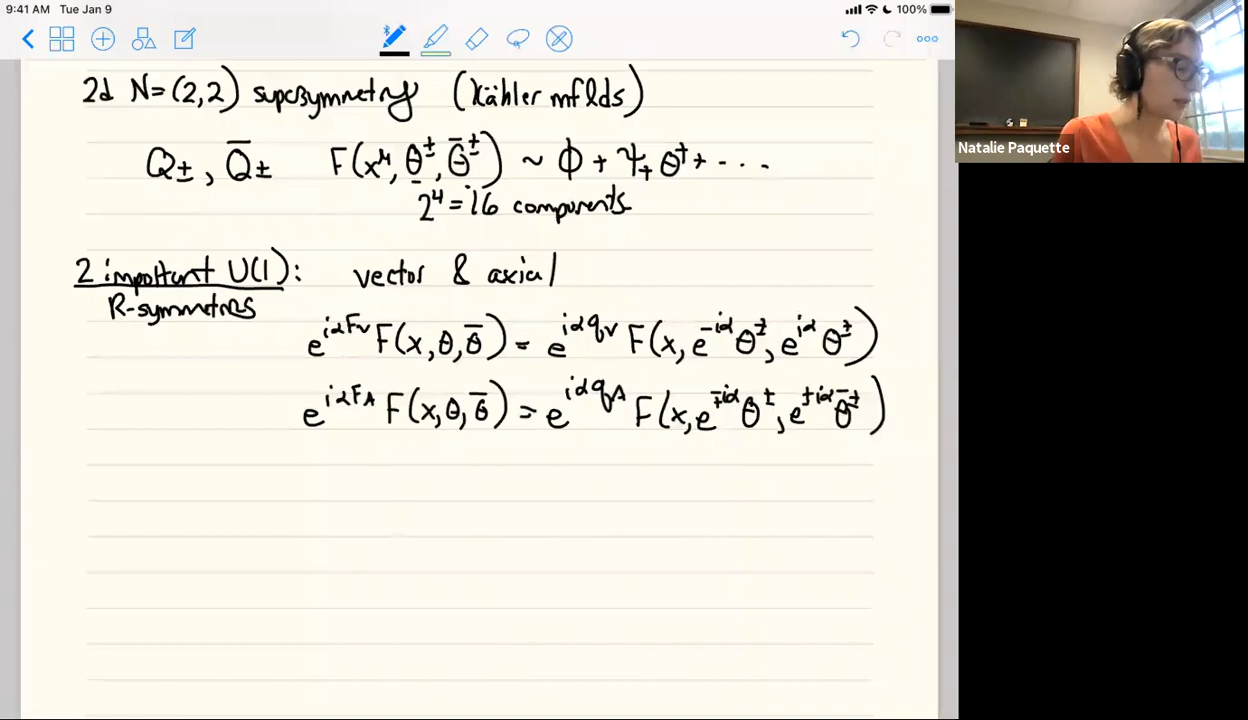 9:41 AM Tue Jan 9
100%
2d N=(2,2) supersymmetry (Kähler mflds)
Q±, Q̄± F(x^μ, θ^±, θ̄^±) ~ φ + ψ₊θ⁺ + ...
2⁴ = 16 components
2 important U(1): vector & axial
R-symmetries
e^{iαF_V} F(x, θ, θ̄) = e^{iαq_V} F(x, e^{-iα}θ^±, e^{iα}θ̄^±)
e^{iαF_A} F(x, θ, θ̄) = e^{iαq_A} F(x, e^{∓iα}θ^±, e^{±iα}θ̄^±)
Natalie Paquette